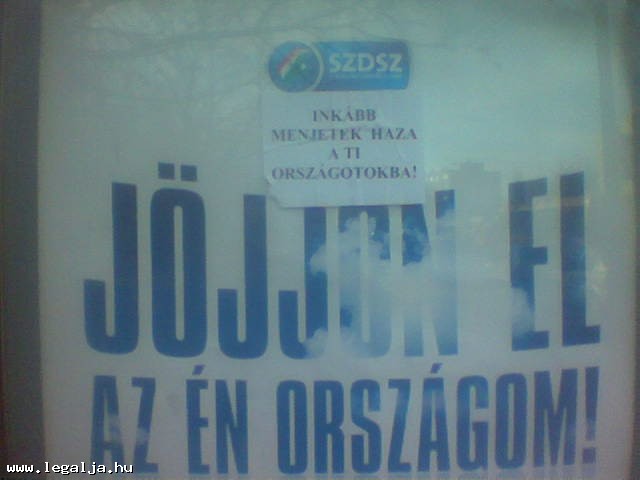 SZDSZ
INKÁBB
MENJETEK HAZA
A TI
ORSZÁGOTOKBA!
JÖJJÖN EL
AZ ÉN ORSZÁGOM!
www.legalja.hu